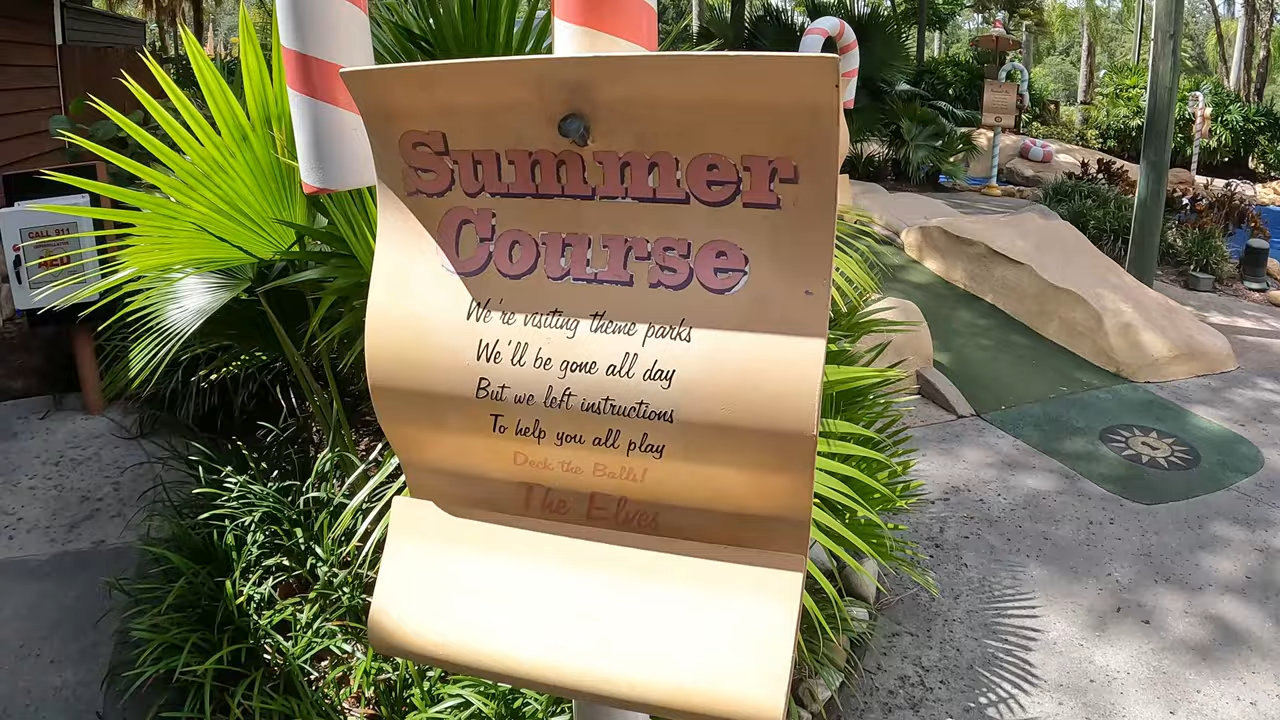 Summer
Course
We're visiting theme parks
We'll be gone all day
But we left instructions
To help you all play
Deck the Balls!
The Elves
CALL 911
AED